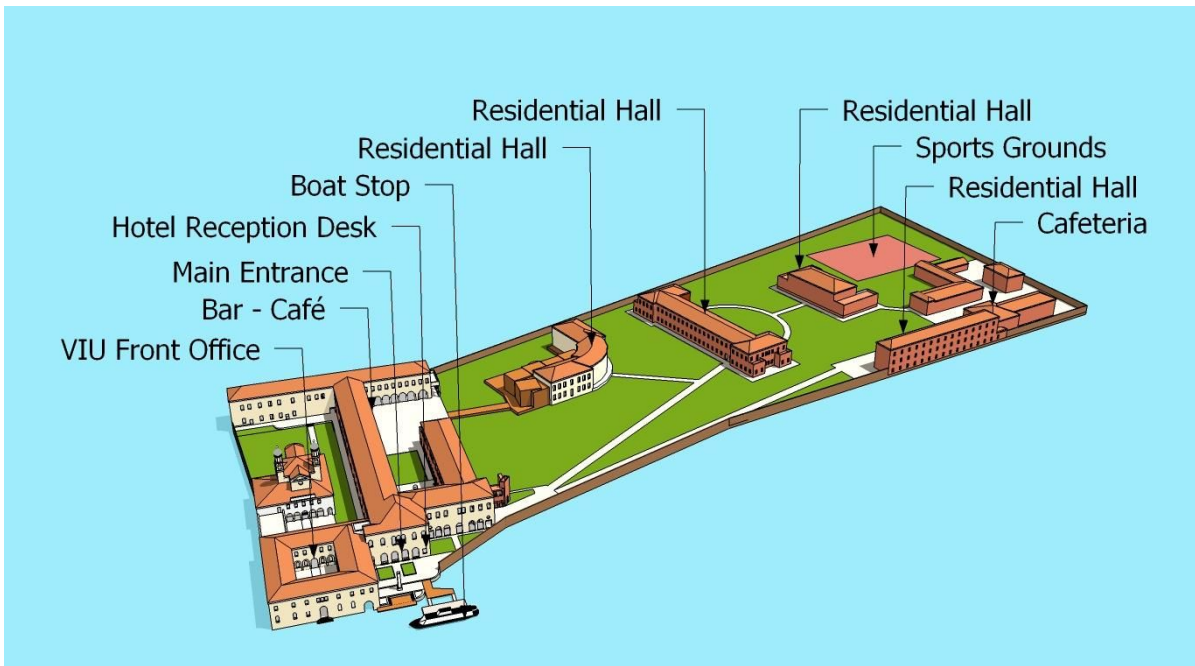 Residential Hall
Residential Hall
Residential Hall
Sports Grounds
Boat Stop
Residential Hall
Hotel Reception Desk
Cafeteria
Main Entrance
Bar - Café
VIU Front Office